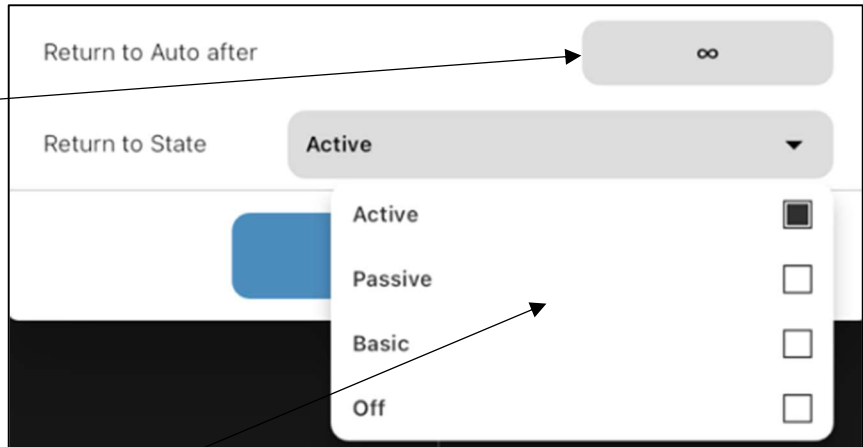 Return to Auto after ∞
Return to State Active
Active
Passive
Basic
Off